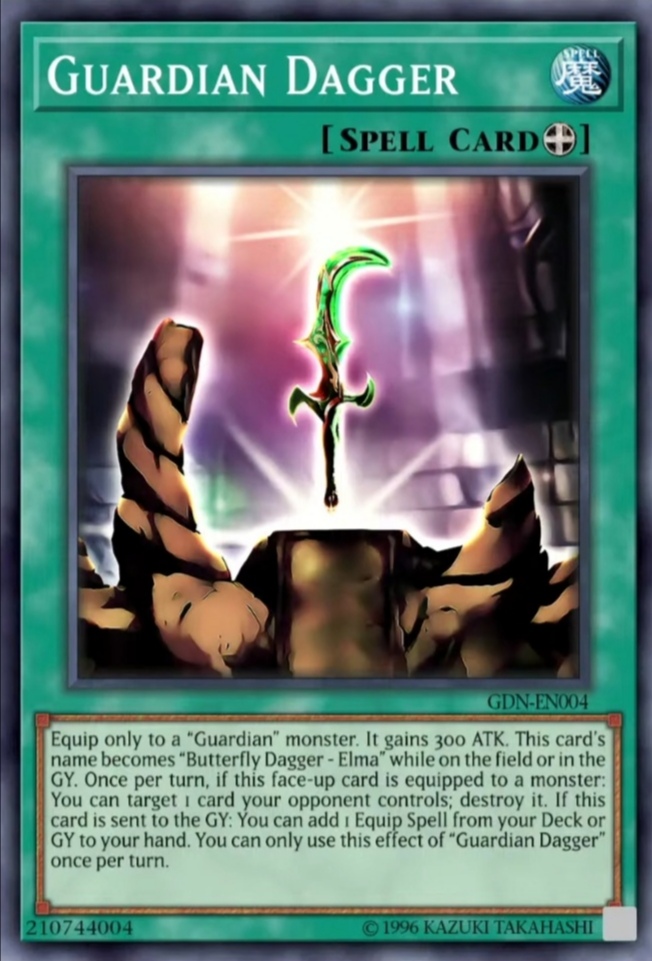 GUARDIAN DAGGER
SPELL
魔
[SPELL CARD]
GDN-EN004
Equip only to a “Guardian” monster. It gains 300 ATK. This card's
name becomes “Butterfly Dagger - Elma” while on the field or in the
GY. Once per turn, if this face-up card is equipped to a monster:
You can target 1 card your opponent controls; destroy it. If this
card is sent to the GY: You can add 1 Equip Spell from your Deck or
GY to your hand. You can only use this effect of “Guardian Dagger”
once per turn.
210744004
© 1996 KAZUKI TAKAHASHI